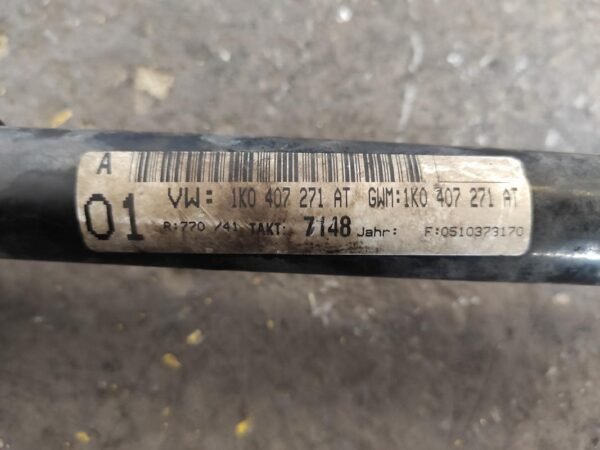 A
01
VW: 1K0 407 271 AT GWM:1K0 407 271 AT
R:770 /41 TAKT: 7148 Jahr: F:0510373170